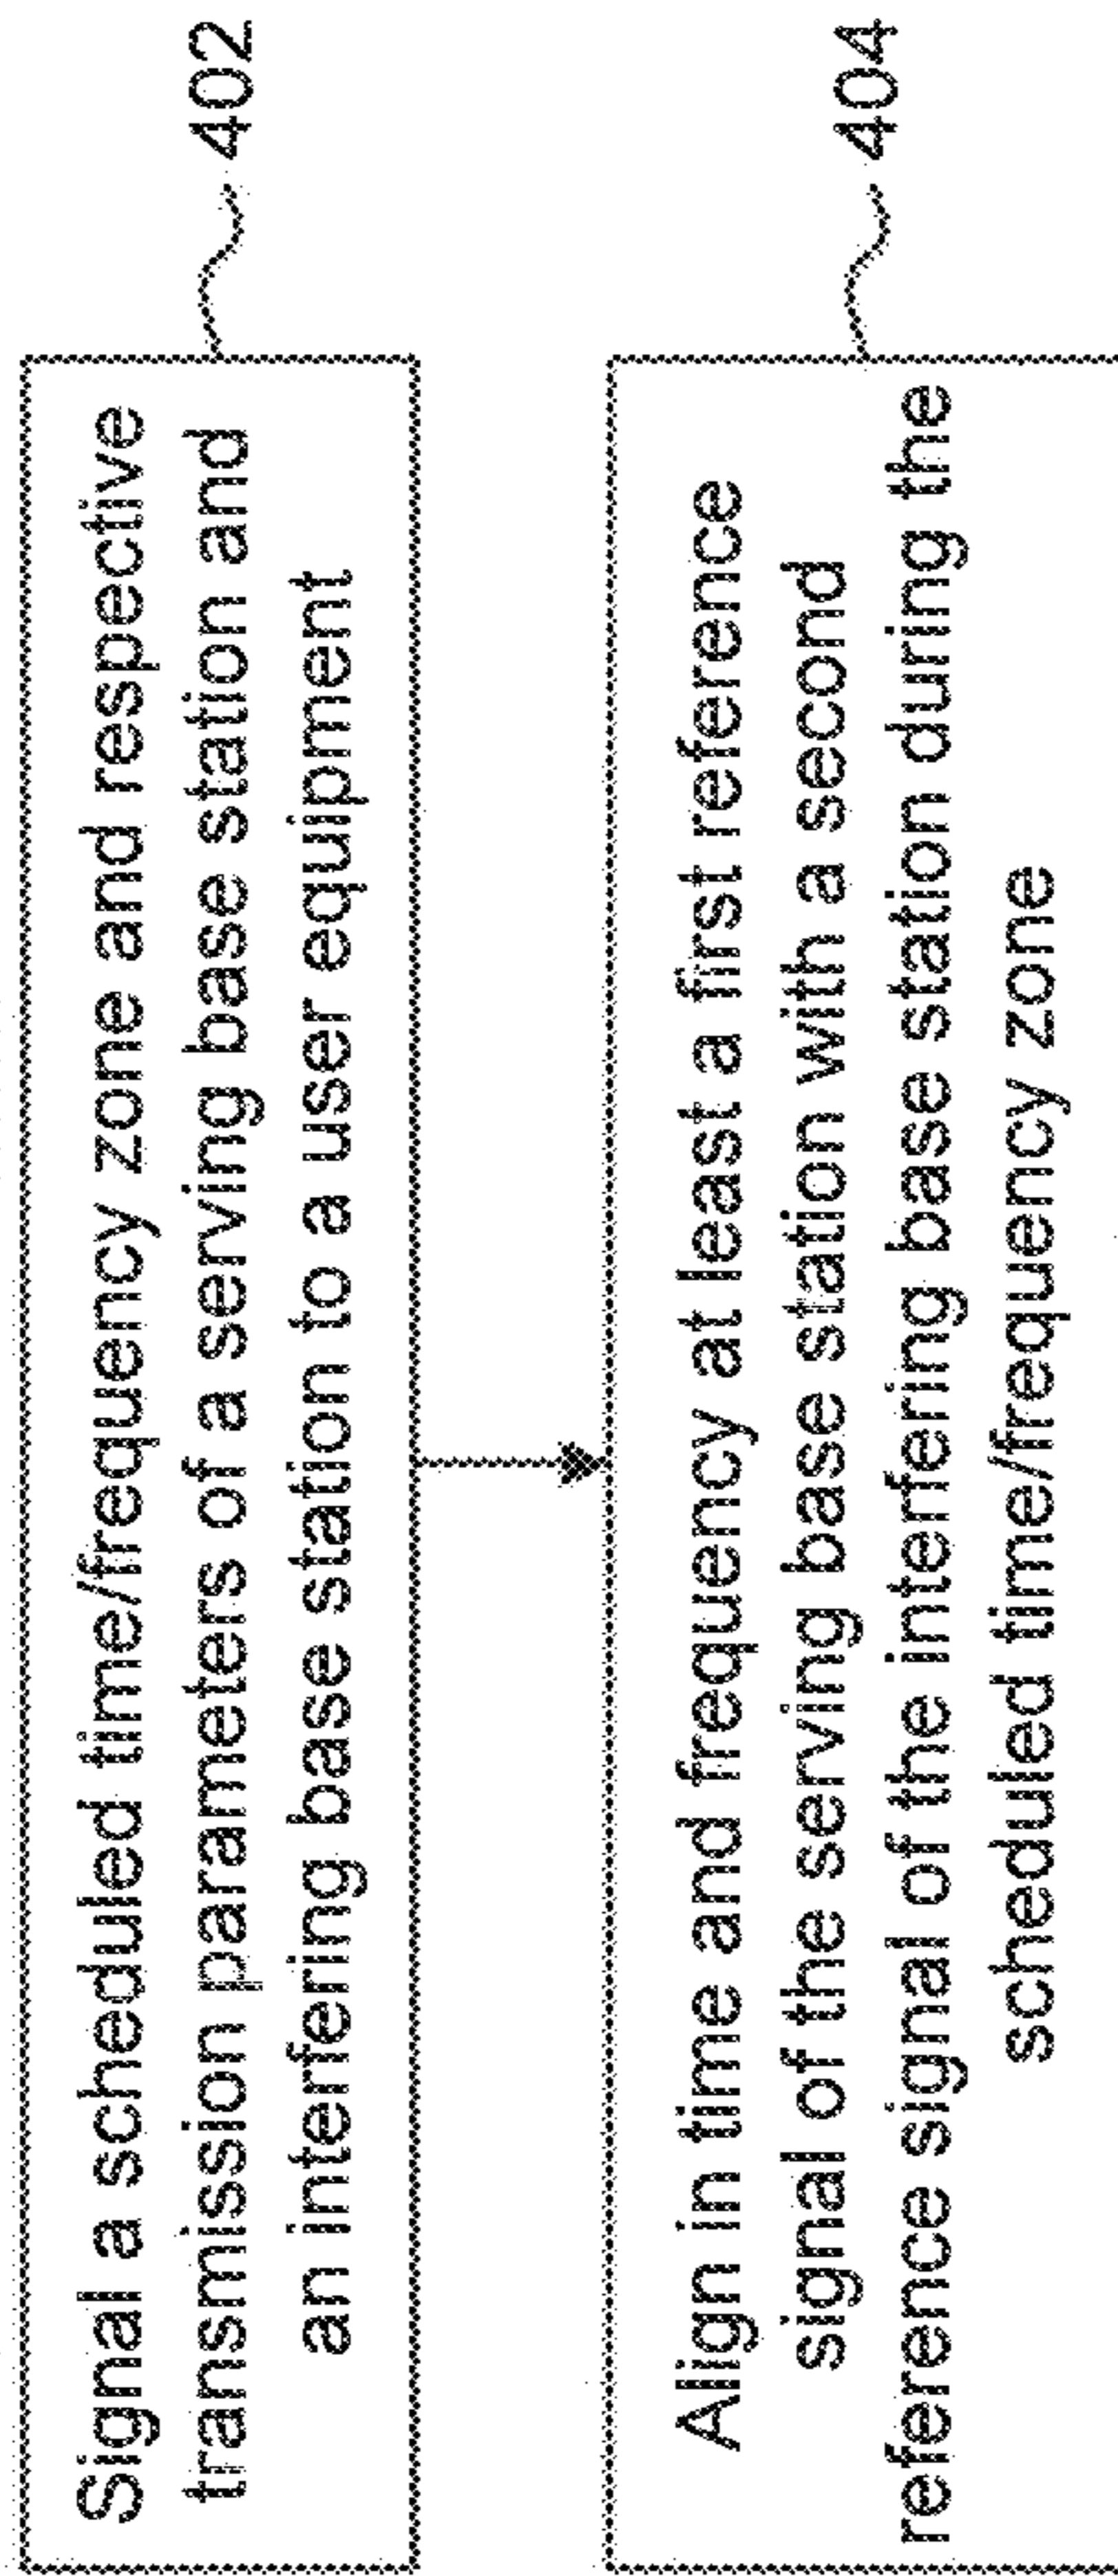 Signal a scheduled time/frequency zone and respective
transmission parameters of a serving base station and
an interfering base station to a user equipment
402
Align in time and frequency at least a first reference
signal of the serving base station with a second
reference signal of the interfering base station during the
scheduled time/frequency zone
404